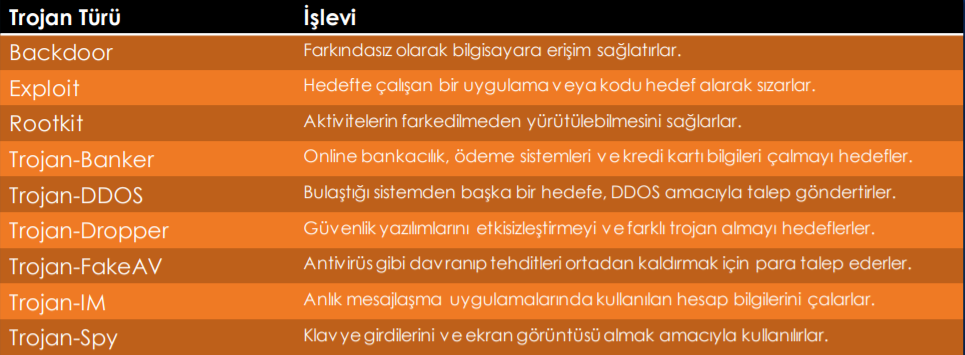 Trojan Türü İşlevi
Backdoor Farkındasız olarak bilgisayara erişim sağlatırlar.
Exploit Hedefte çalışan bir uygulama veya kodu hedef alarak sızarlar.
Rootkit Aktivitelerin farkedilmeden yürütülebilmesini sağlarlar.
Trojan-Banker Online bankacılık, ödeme sistemleri ve kredi kartı bilgileri çalmayı hedefler.
Trojan-DDOS Bulaştığı sistemden başka bir hedefe, DDOS amacıyla talep göndertirler.
Trojan-Dropper Güvenlik yazılımlarını etkisizleştirmeyi ve farklı trojan almayı hedeflerler.
Trojan-FakeAV Antivirüs gibi davranıp tehditleri ortadan kaldırmak için para talep ederler.
Trojan-IM Anlık mesajlaşma uygulamalarında kullanılan hesap bilgilerini çalarlar.
Trojan-Spy Klavye girdilerini ve ekran görüntüsü almak amacıyla kullanılırlar.